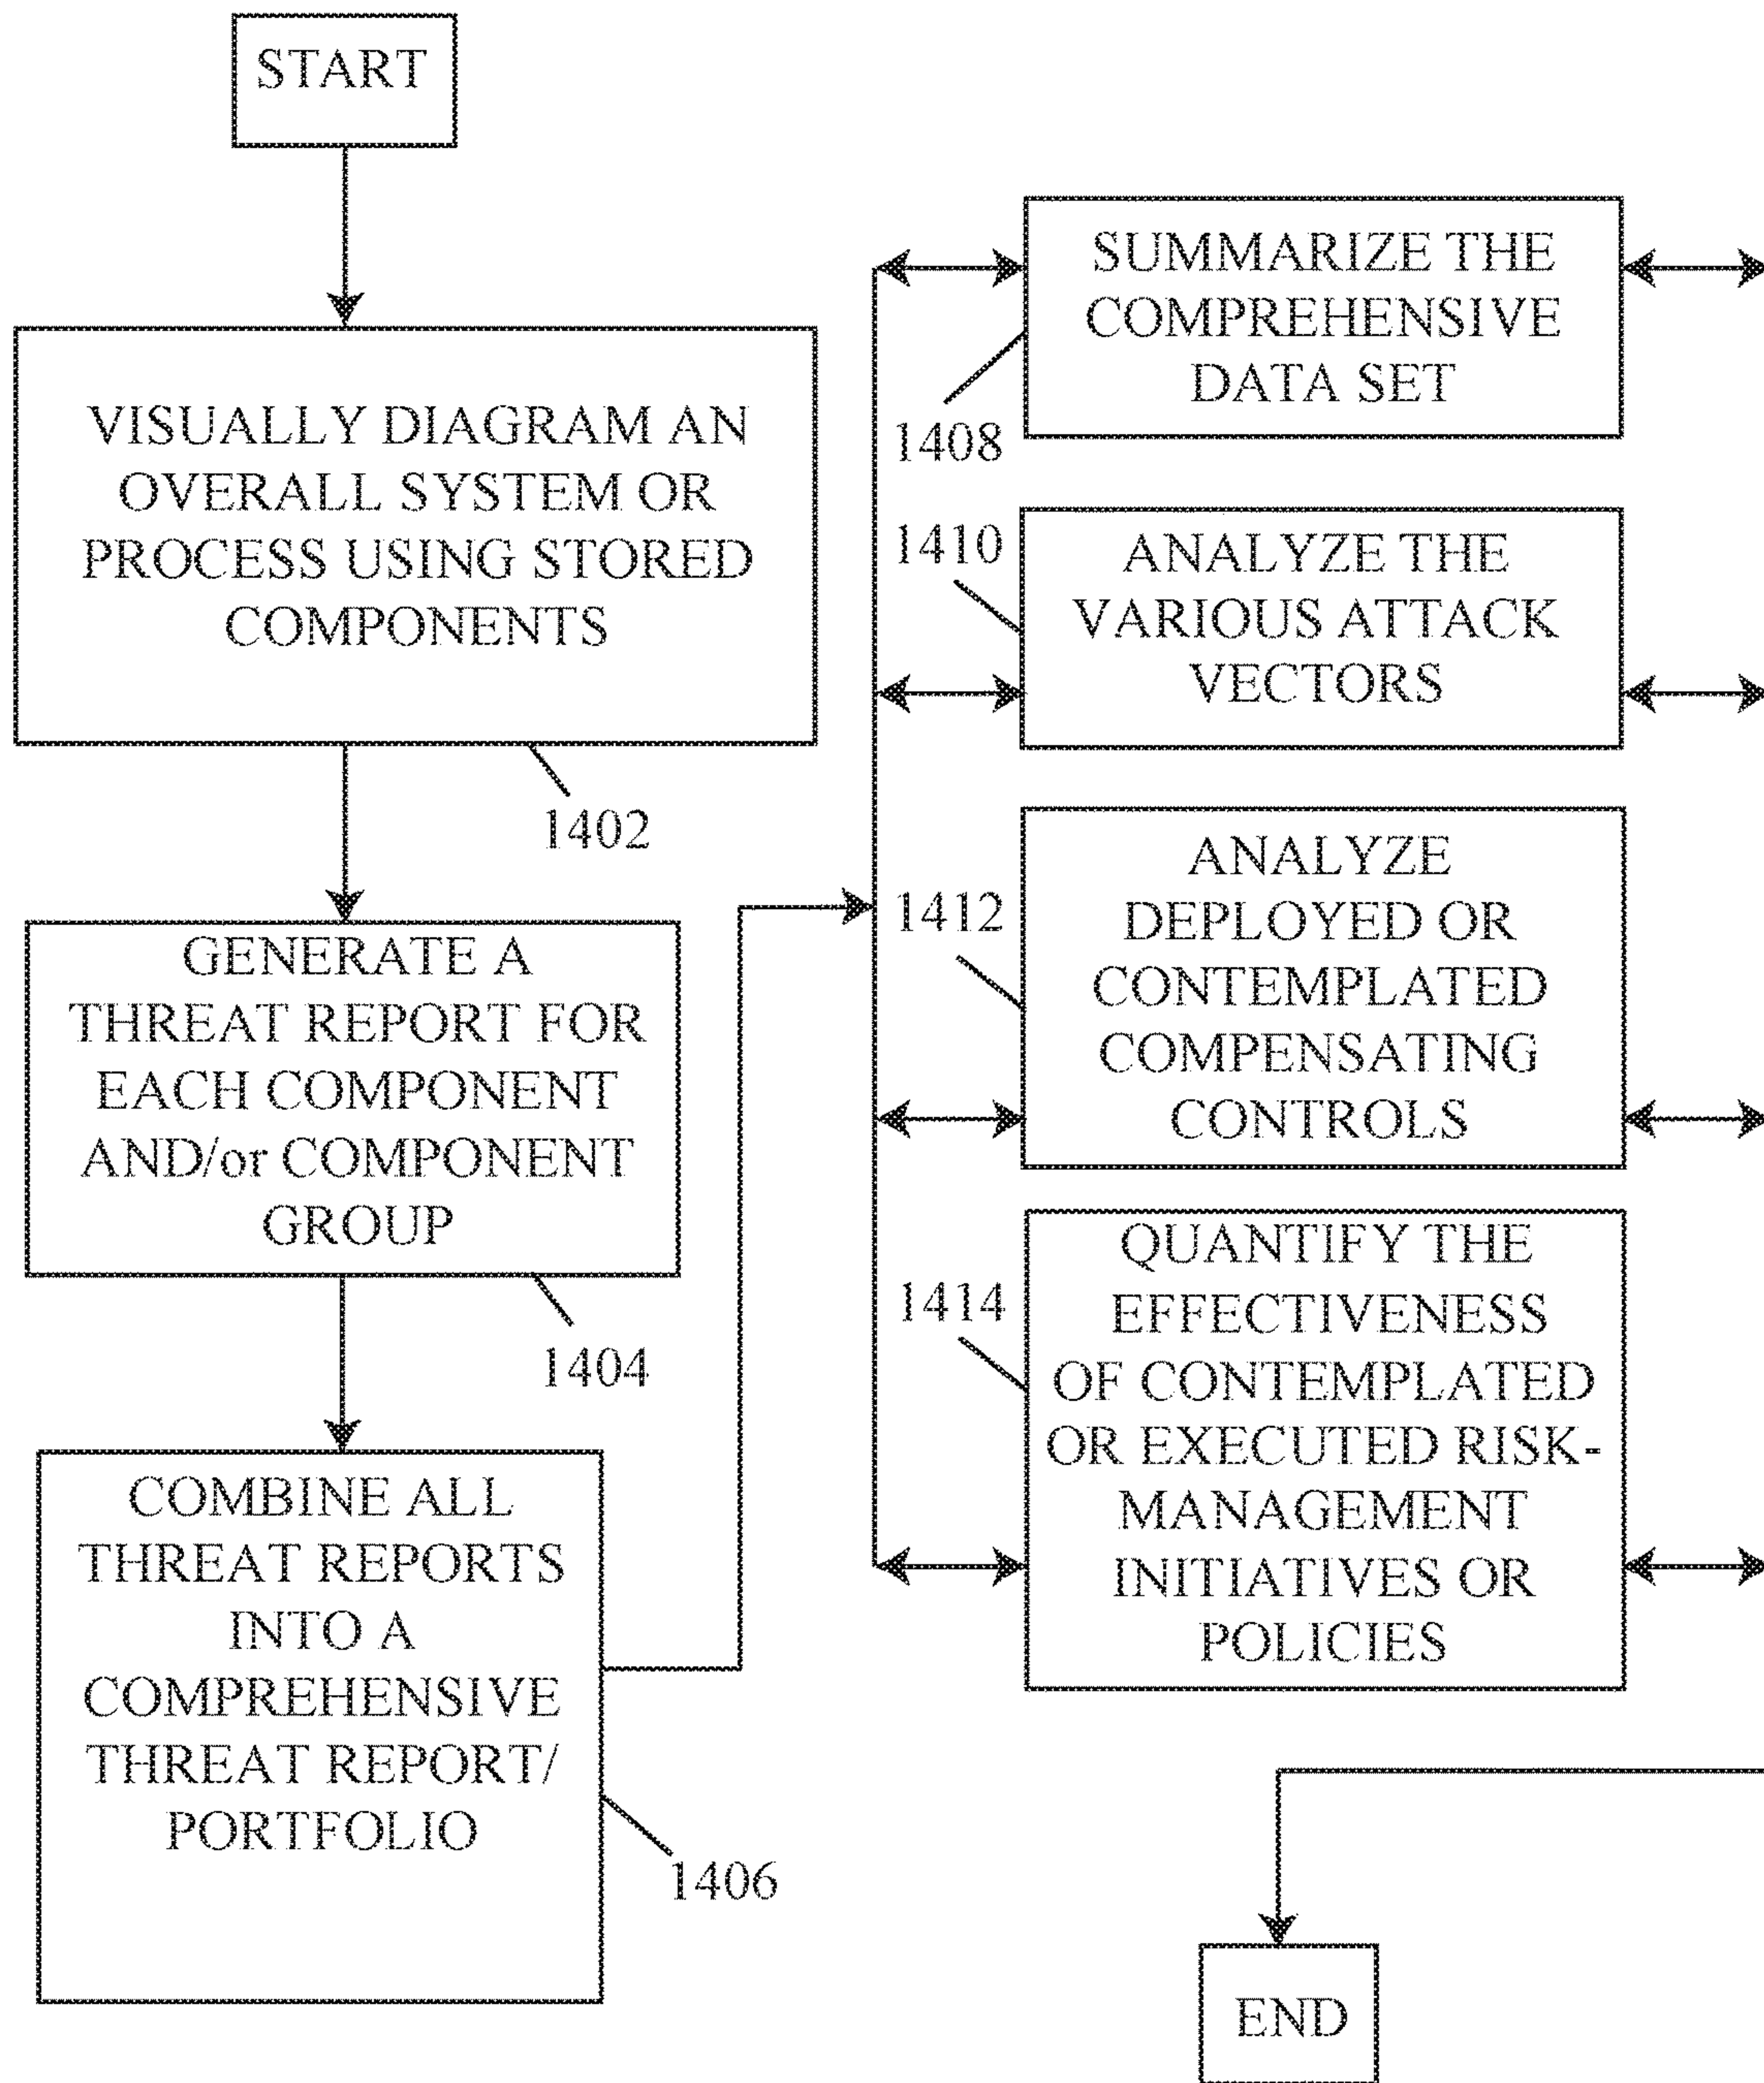 START
VISUALLY DIAGRAM AN
OVERALL SYSTEM OR
PROCESS USING STORED
COMPONENTS
1402
GENERATE A
THREAT REPORT FOR
EACH COMPONENT
AND/or COMPONENT
GROUP
1404
COMBINE ALL
THREAT REPORTS
INTO A
COMPREHENSIVE
THREAT REPORT/
PORTFOLIO
1406
SUMMARIZE THE
COMPREHENSIVE
DATA SET
1408
1410
ANALYZE THE
VARIOUS ATTACK
VECTORS
1412
ANALYZE
DEPLOYED OR
CONTEMPLATED
COMPENSATING
CONTROLS
1414
QUANTIFY THE
EFFECTIVENESS
OF CONTEMPLATED
OR EXECUTED RISK-
MANAGEMENT
INITIATIVES OR
POLICIES
END